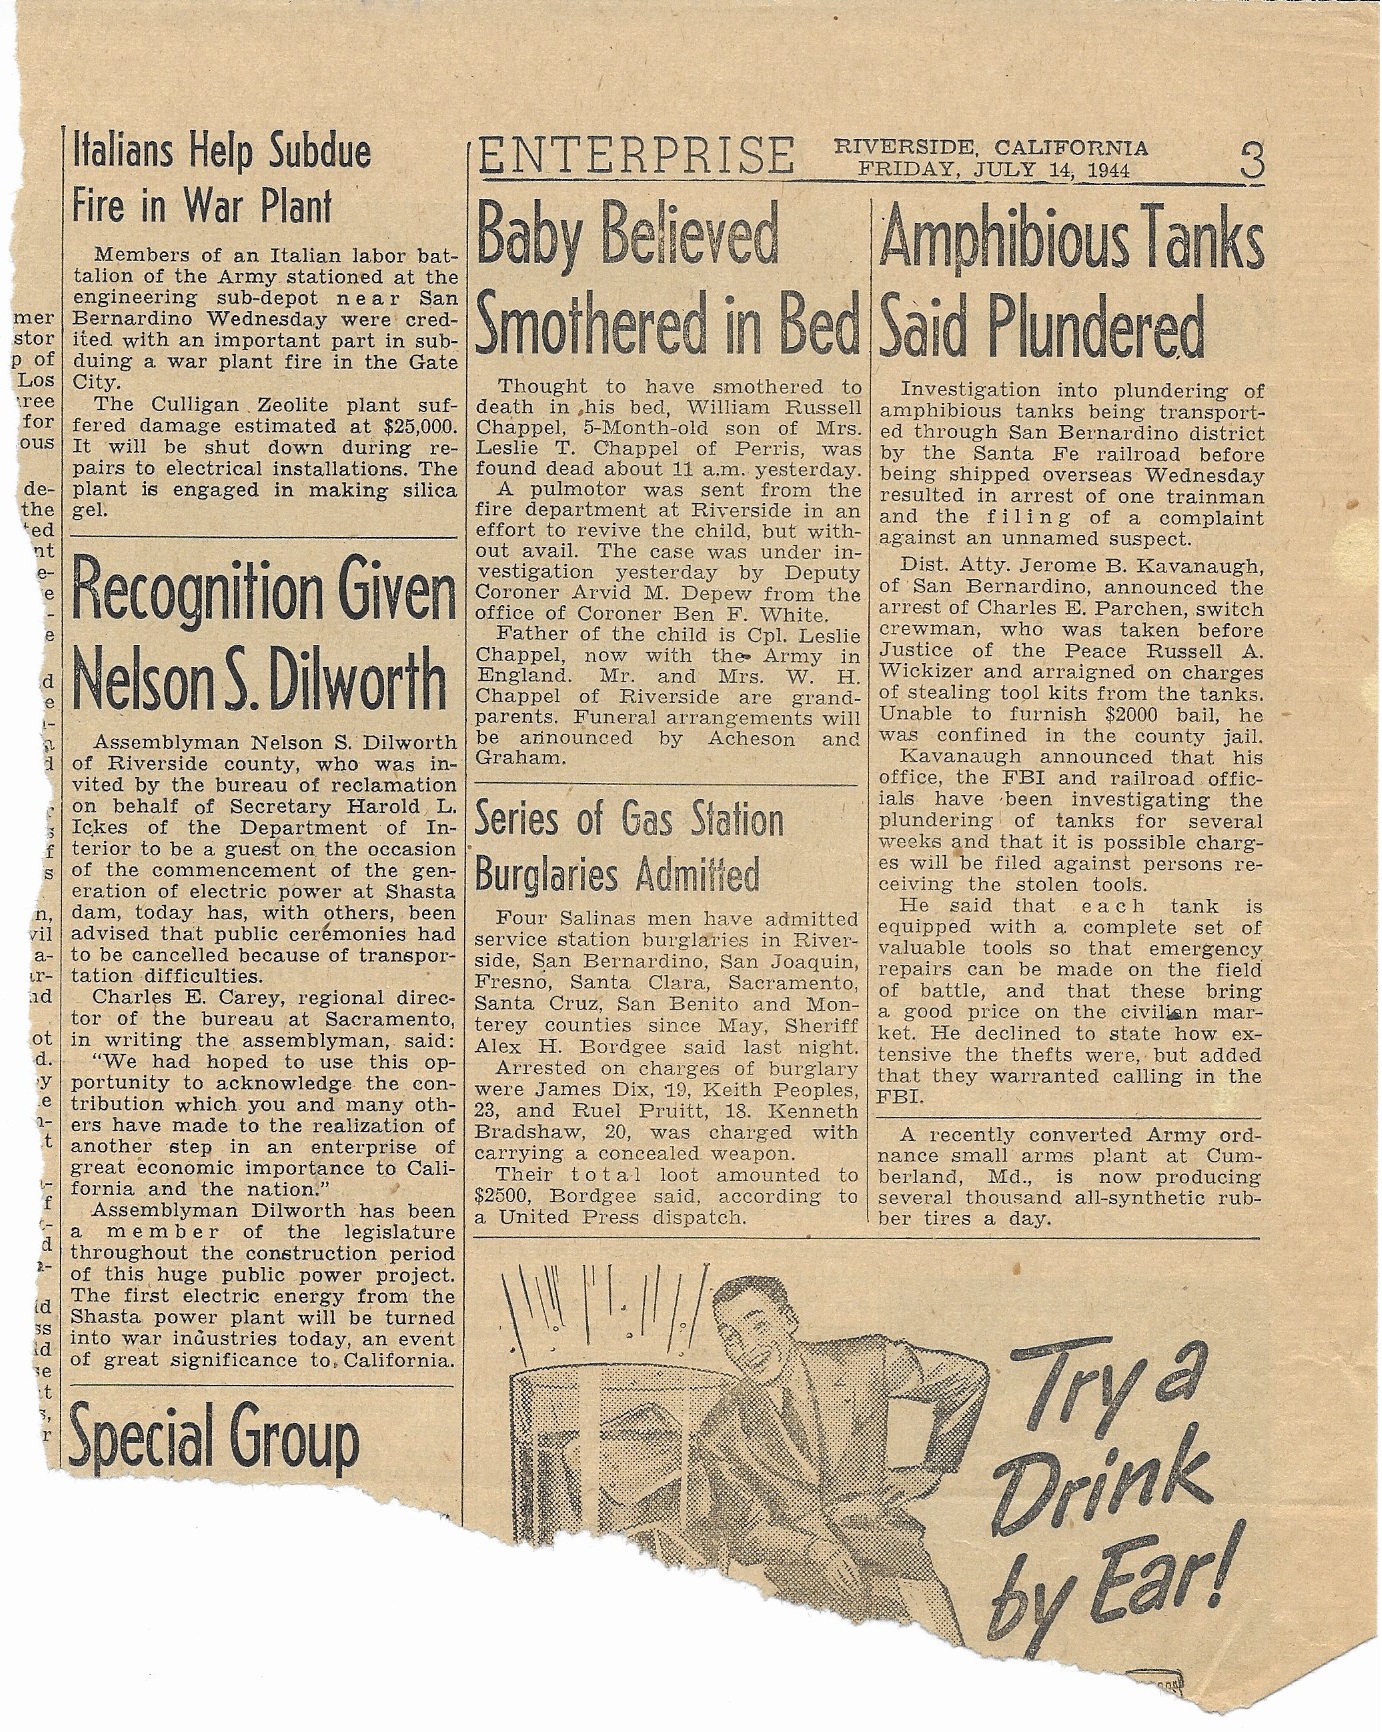 mer
stor
p of
Los
ree
for
ous
de-
the
ted
nt
e-
e
-
e
d
e
i-
n
d
s
f
s
n,
vil
a-
ar-
nd
ot
d.
y
e
n-
t
f
d
id
ss
ld
se
t
s,
r
Italians Help Subdue
Fire in War Plant
Members of an Italian labor bat-
talion of the Army stationed at the
engineering sub-depot near San
Bernardino Wednesday were cred-
ited with an important part in sub-
duing a war plant fire in the Gate
City.
The Culligan Zeolite plant suf-
fered damage estimated at $25,000.
It will be shut down during re-
pairs to electrical installations. The
plant is engaged in making silica
gel.
Recognition Given
Nelson S. Dilworth
Assemblyman Nelson S. Dilworth
of Riverside county, who was in-
vited by the bureau of reclamation
on behalf of Secretary Harold L.
Ickes of the Department of In-
terior to be a guest on the occasion
of the commencement of the gen-
eration of electric power at Shasta
dam, today has, with others, been
advised that public ceremonies had
to be cancelled because of transpor-
tation difficulties.
Charles E. Carey, regional direc-
tor of the bureau at Sacramento,
in writing the assemblyman, said:
"We had hoped to use this op-
portunity to acknowledge the con-
tribution which you and many oth-
ers have made to the realization of
another step in an enterprise of
great economic importance to Cali-
fornia and the nation."
Assemblyman Dilworth has been
a member of the legislature
throughout the construction period
of this huge public power project.
The first electric energy from the
Shasta power plant will be turned
into war industries today, an event
of great significance to California.
Special Group
ENTERPRISE RIVERSIDE, CALIFORNIA
FRIDAY, JULY 14, 1944 3
Baby Believed
Smothered in Bed
Thought to have smothered to
death in his bed, William Russell
Chappel, 5-Month-old son of Mrs.
Leslie T. Chappel of Perris, was
found dead about 11 a.m. yesterday.
A pulmotor was sent from the
fire department at Riverside in an
effort to revive the child, but with-
out avail. The case was under in-
vestigation yesterday by Deputy
Coroner Arvid M. Depew from the
office of Coroner Ben F. White.
Father of the child is Cpl. Leslie
Chappel, now with the Army in
England. Mr. and Mrs. W. H.
Chappel of Riverside are grand-
parents. Funeral arrangements will
be announced by Acheson and
Graham.
Series of Gas Station
Burglaries Admitted
Four Salinas men have admitted
service station burglaries in River-
side, San Bernardino, San Joaquin,
Fresno, Santa Clara, Sacramento,
Santa Cruz, San Benito and Mon-
terey counties since May, Sheriff
Alex H. Bordgee said last night.
Arrested on charges of burglary
were James Dix, 19, Keith Peoples,
23, and Ruel Pruitt, 18. Kenneth
Bradshaw, 20, was charged with
carrying a concealed weapon.
Their total loot amounted to
$2500, Bordgee said, according to
a United Press dispatch.
Amphibious Tanks
Said Plundered
Investigation into plundering of
amphibious tanks being transport-
ed through San Bernardino district
by the Santa Fe railroad before
being shipped overseas Wednesday
resulted in arrest of one trainman
and the filing of a complaint
against an unnamed suspect.
Dist. Atty. Jerome B. Kavanaugh,
of San Bernardino, announced the
arrest of Charles E. Parchen, switch
crewman, who was taken before
Justice of the Peace Russell A.
Wickizer and arraigned on charges
of stealing tool kits from the tanks.
Unable to furnish $2000 bail, he
was confined in the county jail.
Kavanaugh announced that his
office, the FBI and railroad offic-
ials have been investigating the
plundering of tanks for several
weeks and that it is possible charg-
es will be filed against persons re-
ceiving the stolen tools.
He said that each tank is
equipped with a complete set of
valuable tools so that emergency
repairs can be made on the field
of battle, and that these bring
a good price on the civilian mar-
ket. He declined to state how ex-
tensive the thefts were, but added
that they warranted calling in the
FBI.
A recently converted Army ord-
nance small arms plant at Cum-
berland, Md., is now producing
several thousand all-synthetic rub-
ber tires a day.
Try a
Drink
by Ear!